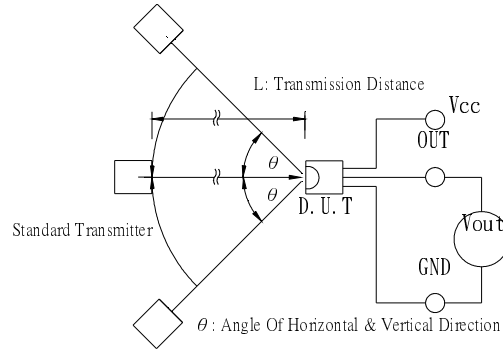 L: Transmission Distance
Vcc
OUT
θ
θ
D.U.T
Standard Transmitter
Vout
GND
θ: Angle Of Horizontal & Vertical Direction